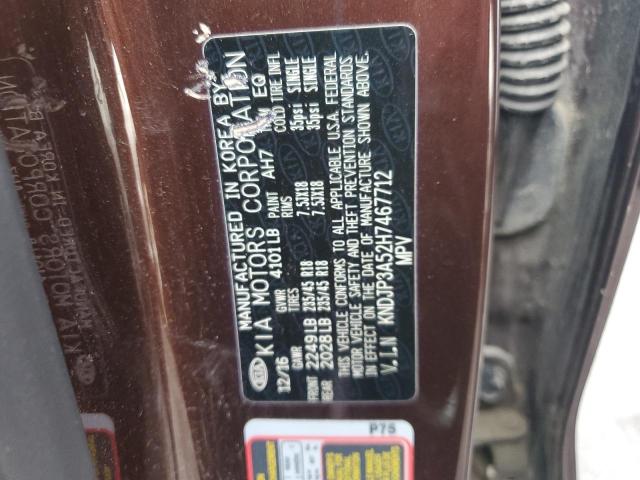 MANUFACTURED IN KOREA BY
KIA MOTORS CORPORATION
12/16 GVWR 4101LB PAINT AH7 EQ
GAWR TIRES RIMS COLD TIRE INFL
FRONT 2249LB 235/45 R18 7.5JX18 35psi SINGLE
REAR 2028LB 235/45 R18 7.5JX18 35psi SINGLE
THIS VEHICLE CONFORMS TO ALL APPLICABLE U.S.A. FEDERAL
MOTOR VEHICLE SAFETY AND THEFT PREVENTION STANDARDS
IN EFFECT ON THE DATE OF MANUFACTURE SHOWN ABOVE.
V.I.N KNDJP3A52H7467712
MPV
P75